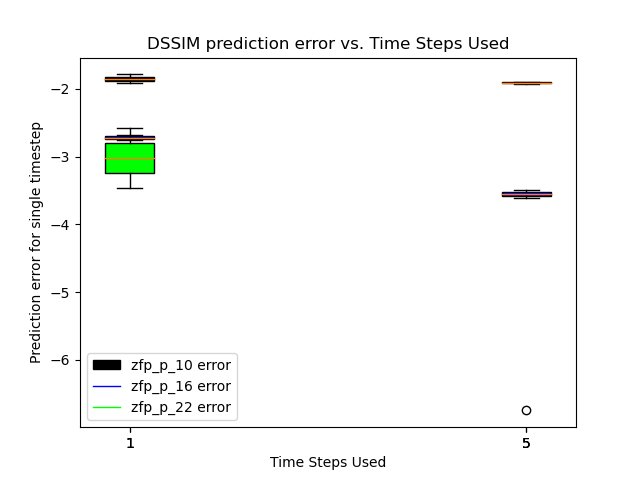 DSSIM prediction error vs. Time Steps Used
Prediction error for single timestep
−2
−3
−4
−5
−6
zfp_p_10 error
zfp_p_16 error
zfp_p_22 error
1
5
Time Steps Used